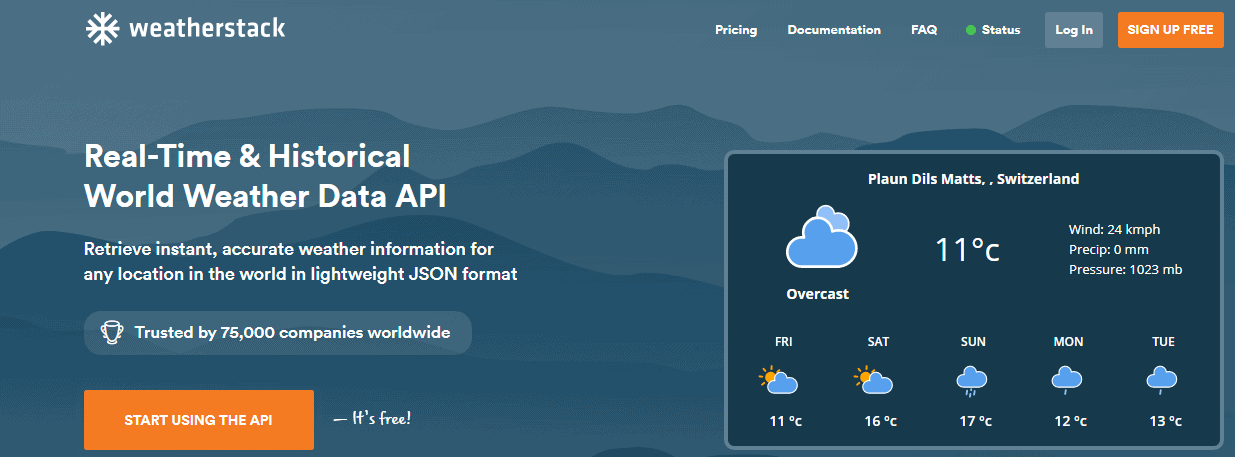 weatherstack
Pricing Documentation FAQ Status Log In SIGN UP FREE
Real-Time & Historical
World Weather Data API
Retrieve instant, accurate weather information for
any location in the world in lightweight JSON format
Trusted by 75,000 companies worldwide
START USING THE API
– It's free!
Plaun Dils Matts, , Switzerland
Overcast
11°c
Wind: 24 kmph
Precip: 0 mm
Pressure: 1023 mb
FRI SAT SUN MON TUE
11 °c 16 °c 17 °c 12 °c 13 °c